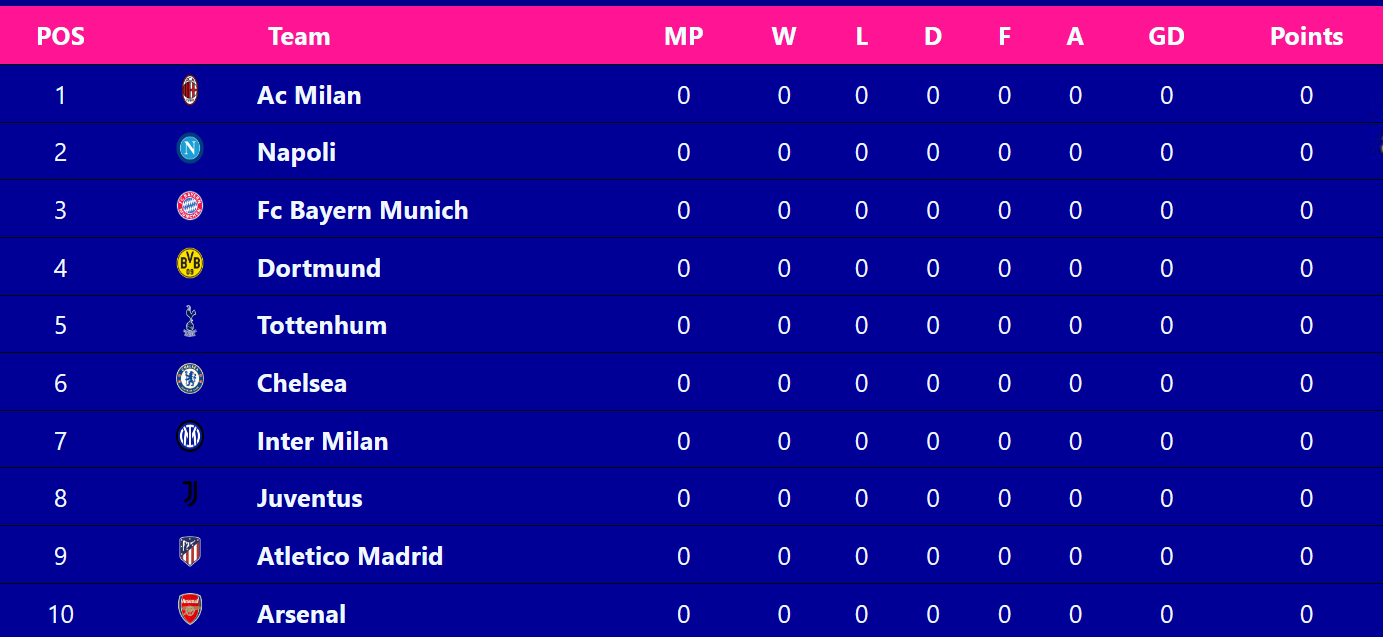 POS Team MP W L D F A GD Points
1 Ac Milan 0 0 0 0 0 0 0 0
2 N Napoli 0 0 0 0 0 0 0 0
3 Fc Bayern Munich 0 0 0 0 0 0 0 0
4 BVB 09 Dortmund 0 0 0 0 0 0 0 0
5 Tottenhum 0 0 0 0 0 0 0 0
6 Chelsea 0 0 0 0 0 0 0 0
7 Inter Milan 0 0 0 0 0 0 0 0
8 Juventus 0 0 0 0 0 0 0 0
9 Atletico Madrid 0 0 0 0 0 0 0 0
10 Arsenal Arsenal 0 0 0 0 0 0 0 0